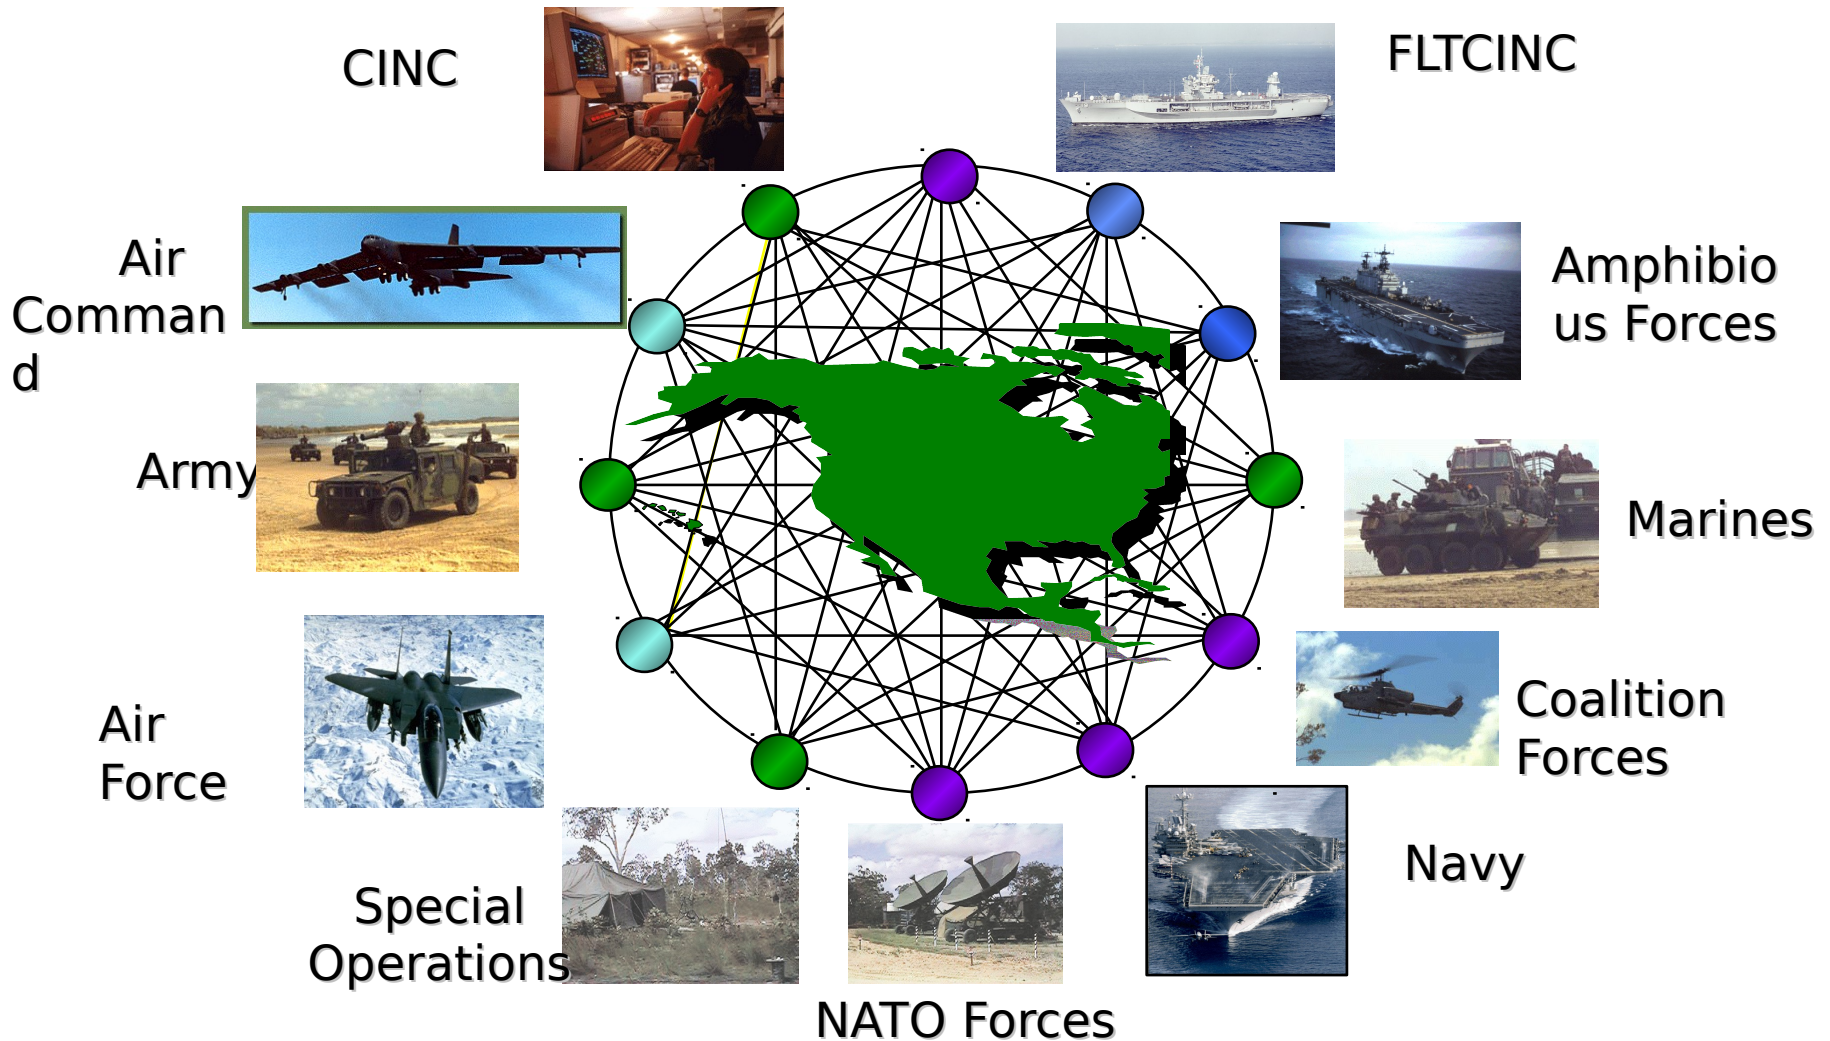 CINC
FLTCINC
Air
Comman
d
Amphibio
us Forces
Army
Marines
Air
Force
Coalition
Forces
Special
Operations
Navy
NATO Forces